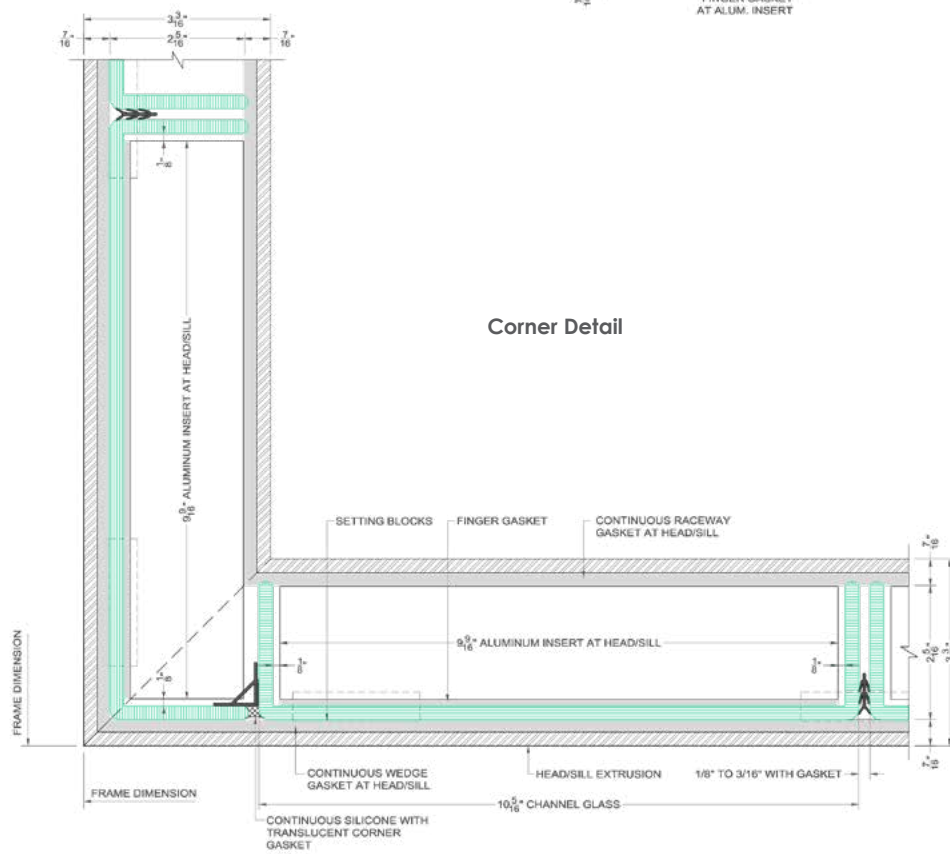 AT ALUM. INSERT
3 3/16"
7/16"
2 5/16"
7/16"
1/8"
9 9/16" ALUMINUM INSERT AT HEAD/SILL
Corner Detail
SETTING BLOCKS
FINGER GASKET
CONTINUOUS RACEWAY
GASKET AT HEAD/SILL
7/16"
9 9/16" ALUMINUM INSERT AT HEAD/SILL
1/8"
1/8"
2 5/16"
3 3/16"
1/8"
FRAME DIMENSION
7/16"
CONTINUOUS WEDGE
GASKET AT HEAD/SILL
HEAD/SILL EXTRUSION
1/8" TO 3/16" WITH GASKET
FRAME DIMENSION
10 5/16" CHANNEL GLASS
CONTINUOUS SILICONE WITH
TRANSLUCENT CORNER
GASKET